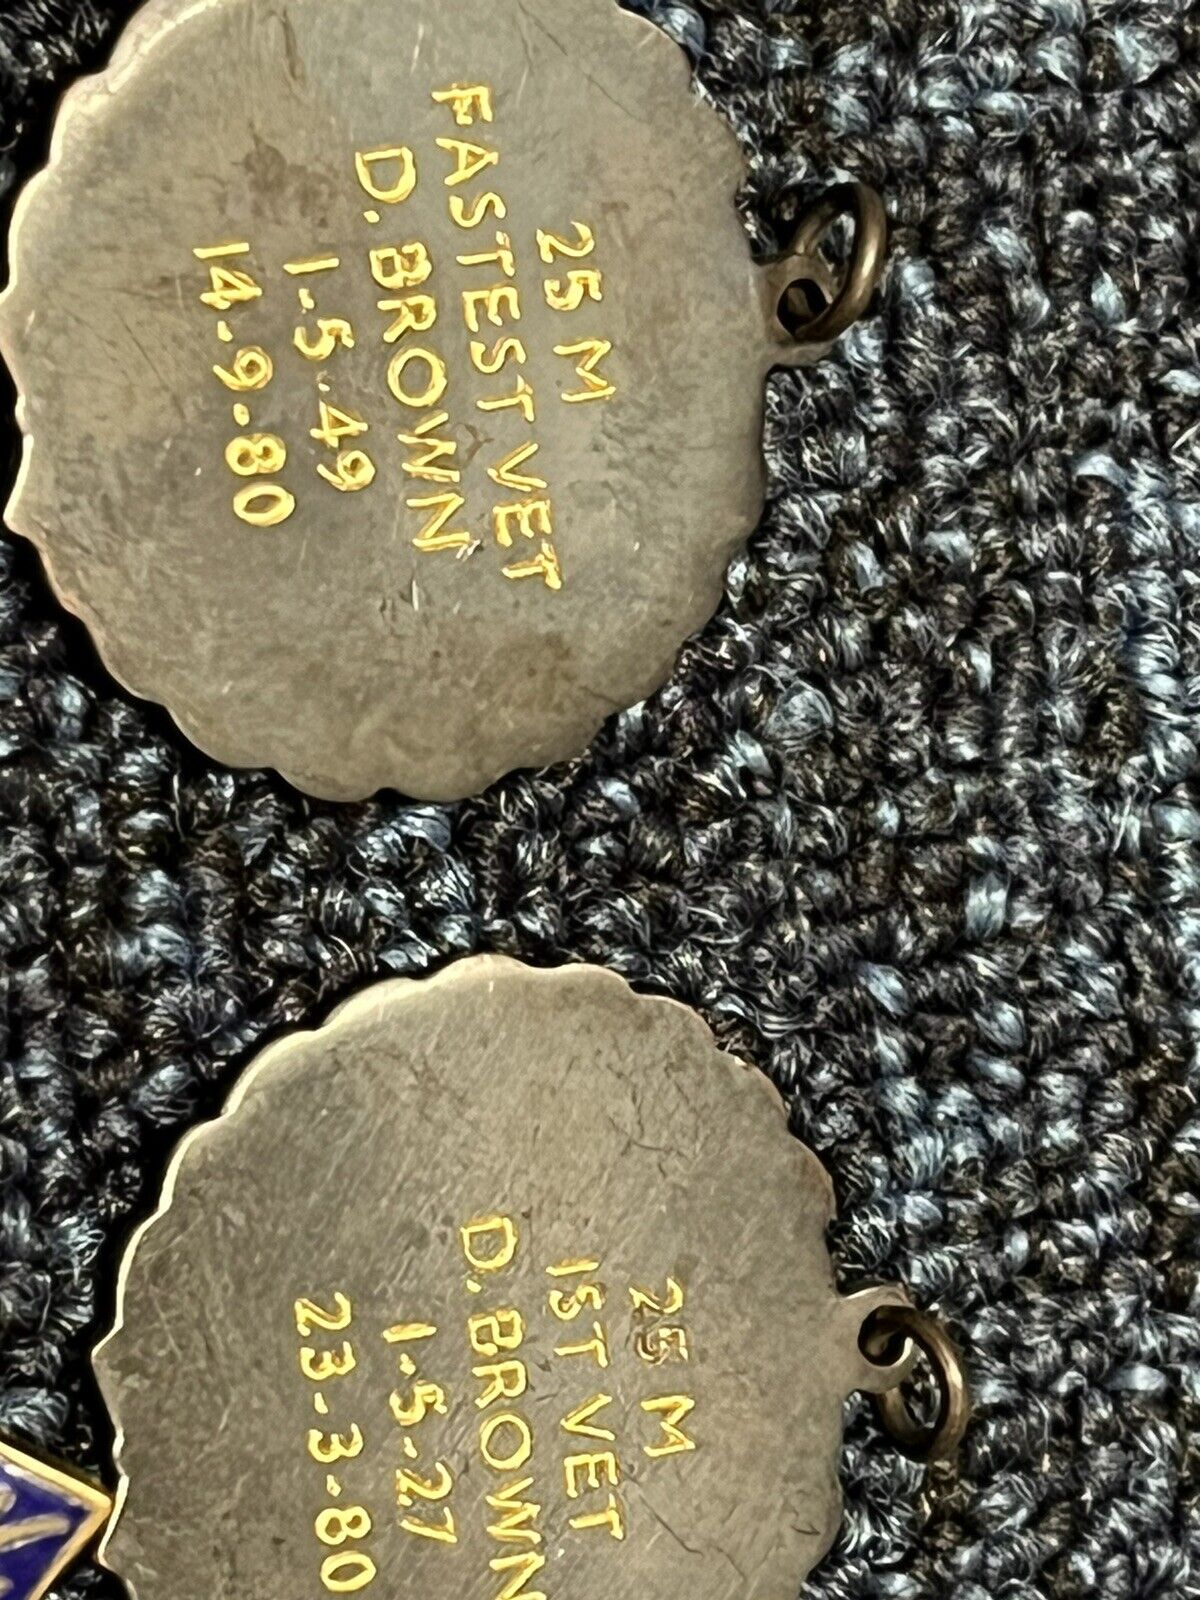 25 M
FASTEST VET
D. BROWN
1-5-49
14-9-80
25 M
1ST VET
D. BROWN
1-5-27
23-3-80